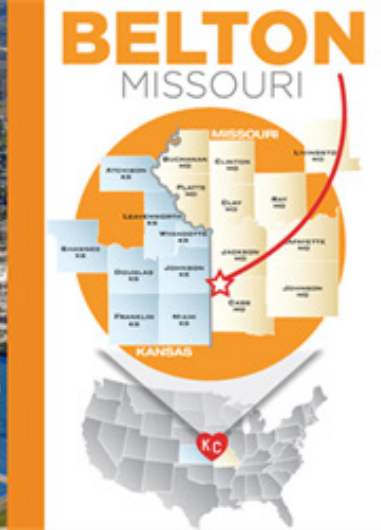 BELTON
MISSOURI
MISSOURI
LIVINGSTON
BUCHANAN
MO
CLINTON
MO
ATCHISON
KS
PLATTE
MO
CLAY
MO
RAY
MO
LEAVENWORTH
WYANDOTTE
KS
SHAWNEE
KS
JACKSON
MO
LAFAYETTE
MO
DOUGLAS
KS
JOHNSON
KS
JOHNSON
MO
CASS
MO
FRANKLIN
KS
MIAMI
KS
KANSAS
KC